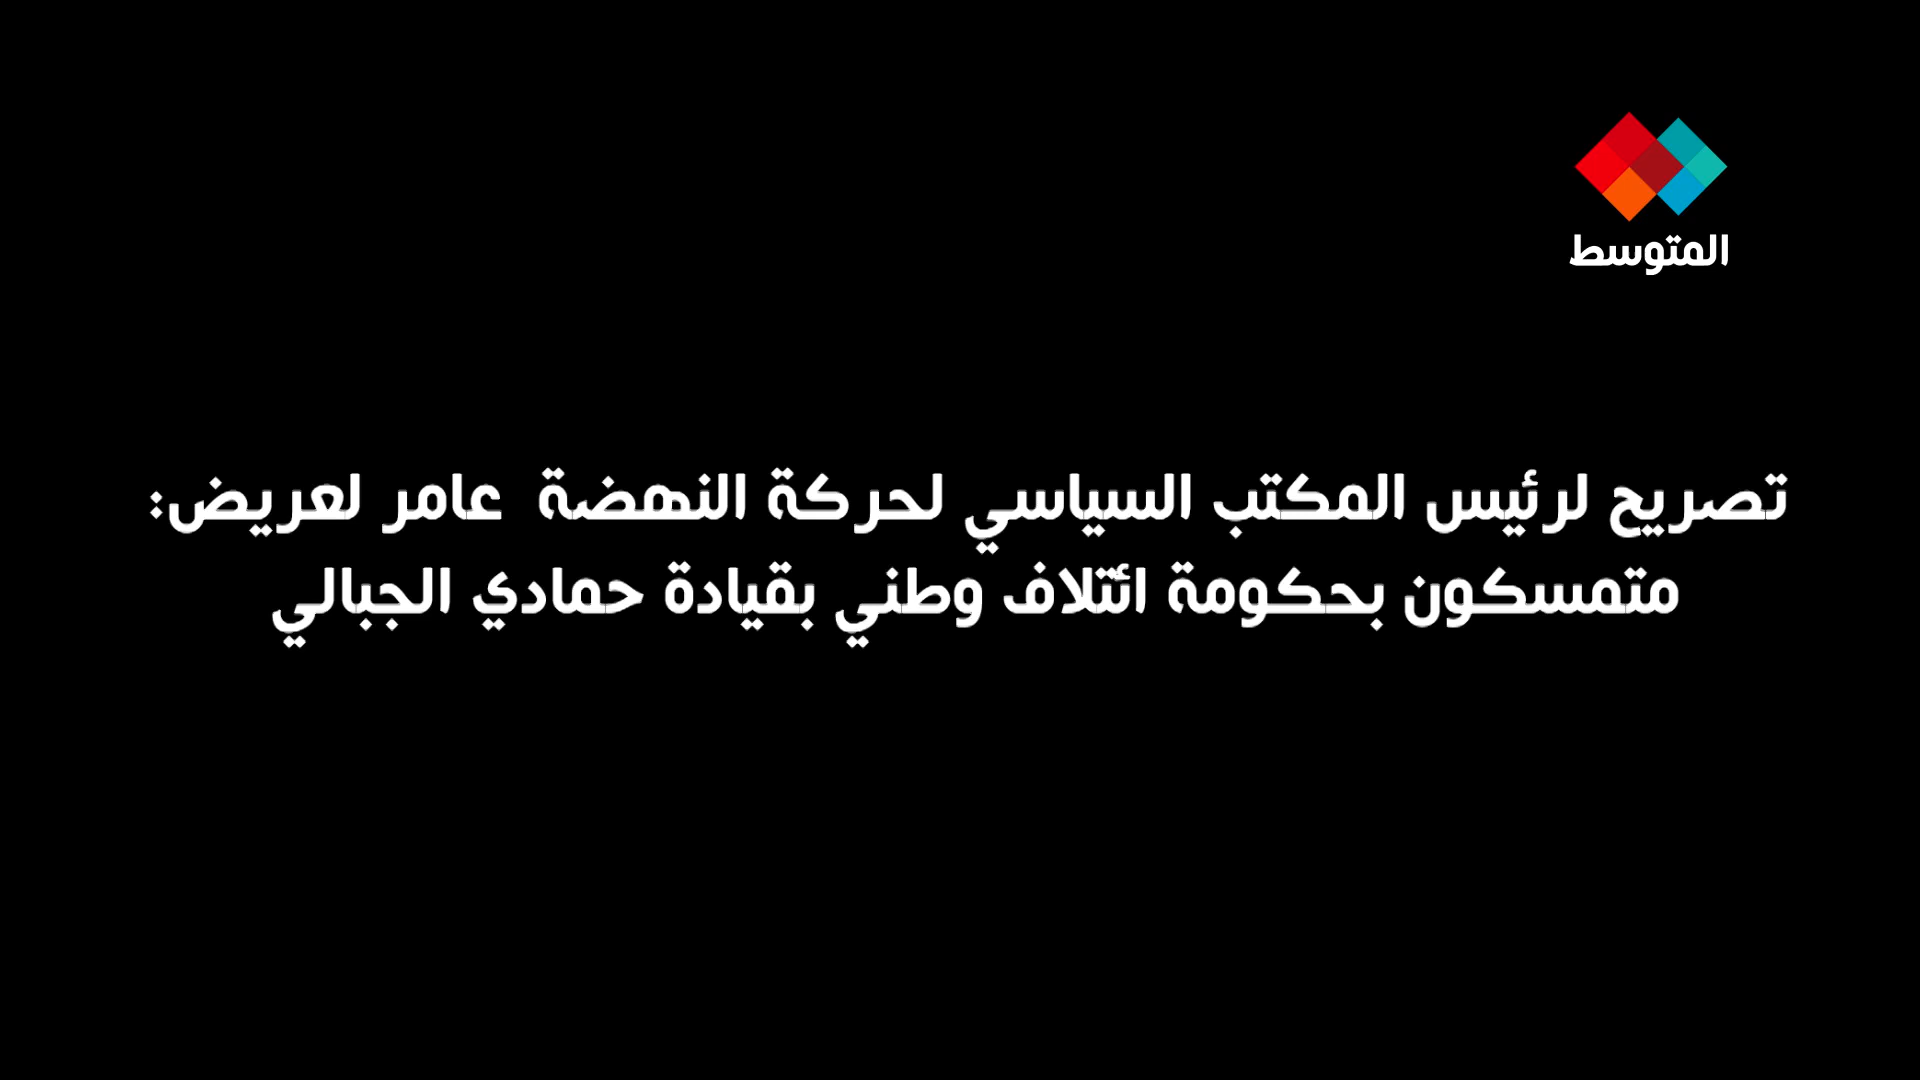 المتوسط
تصريح لرئيس المكتب السياسي لحركة النهضة عامر لعريض:
متمسكون بحكومة ائتلاف وطني بقيادة حمادي الجبالي